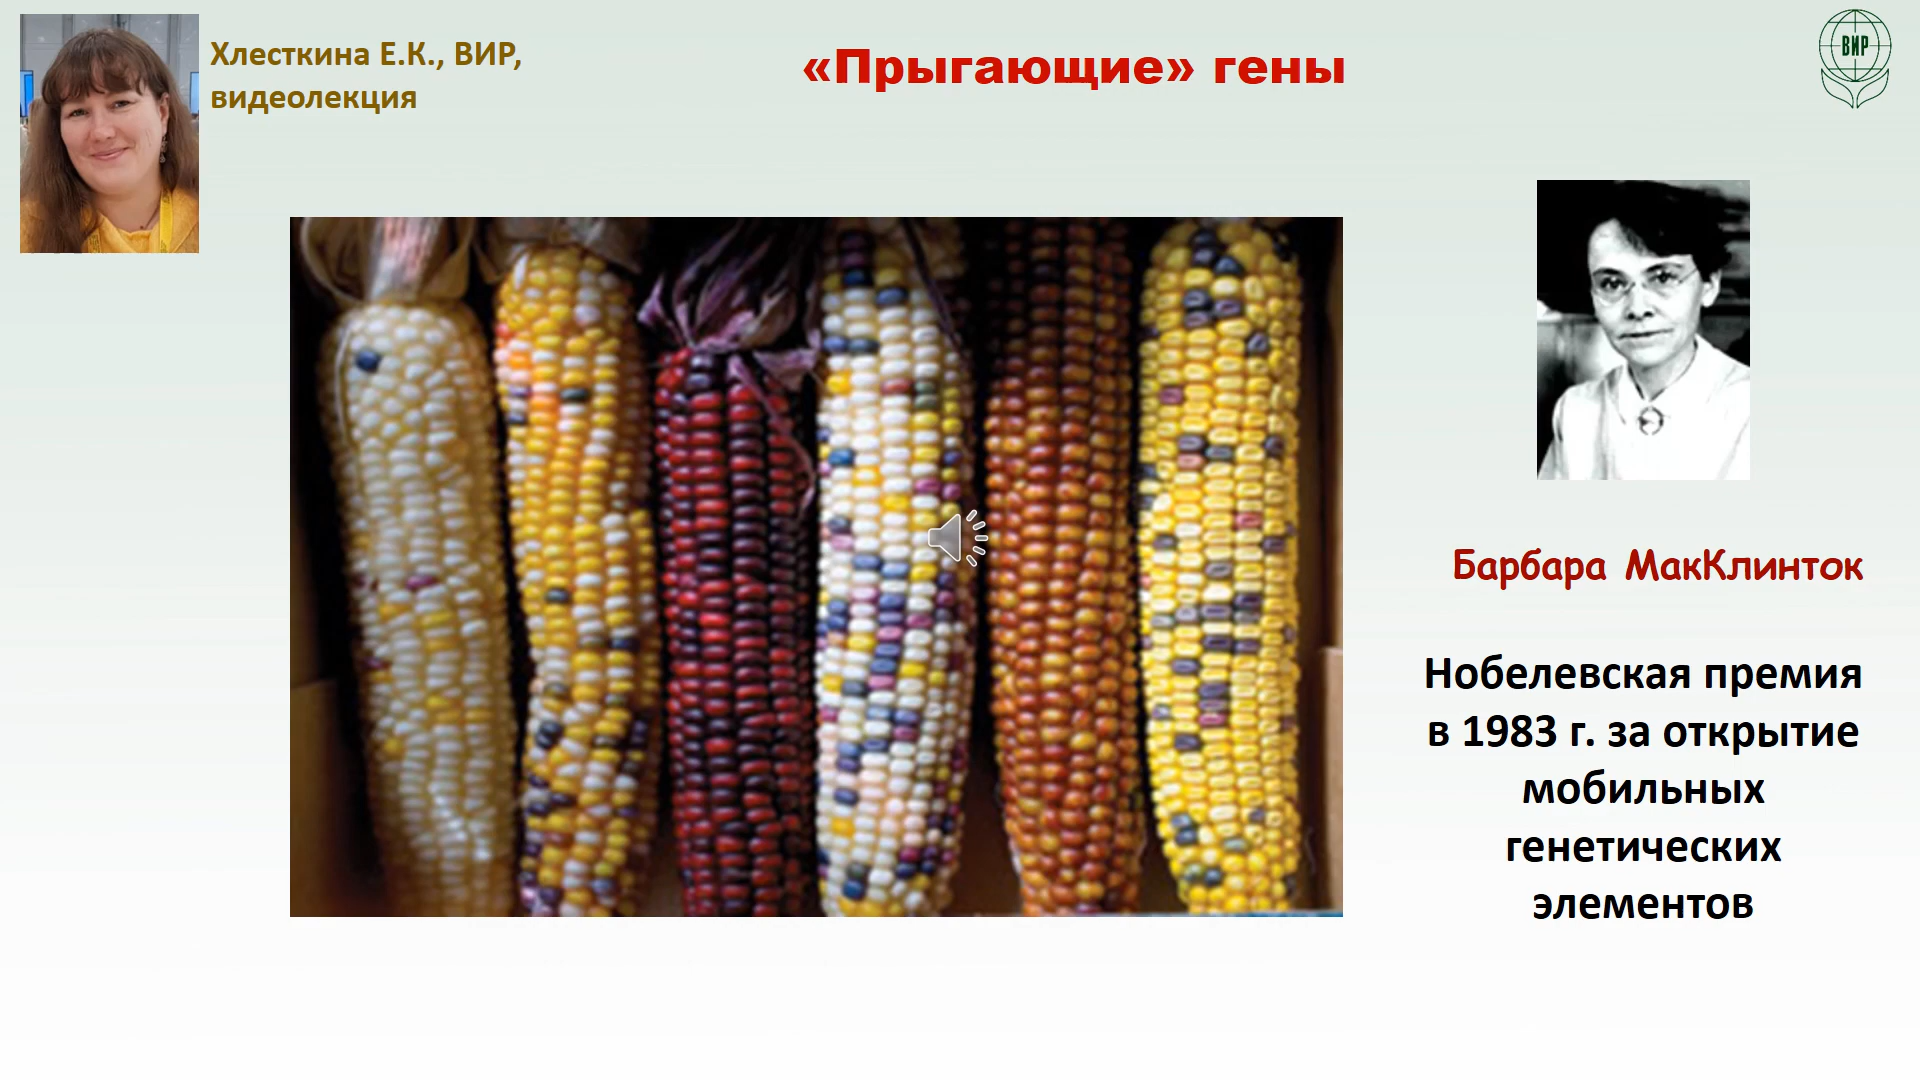 Хлесткина Е.К., ВИР,
видеолекция
«Прыгающие» гены
ВИР
Барбара МакКлинток
Нобелевская премия
в 1983 г. за открытие
мобильных
генетических
элементов